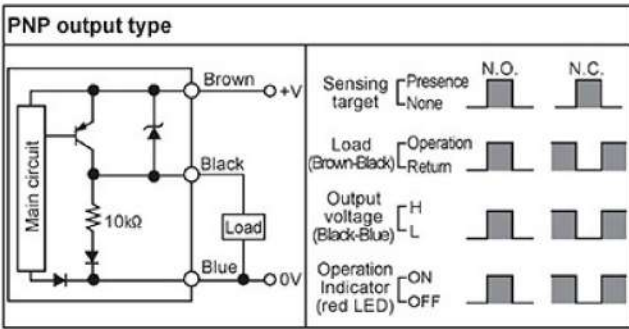 PNP output type
Brown
+V
Main circuit
Black
10kΩ
Load
Blue
0V
N.O. N.C.
Sensing target
Presence
None
Load
(Brown-Black)
Operation
Return
Output voltage
(Black-Blue)
H
L
Operation Indicator
(red LED)
ON
OFF